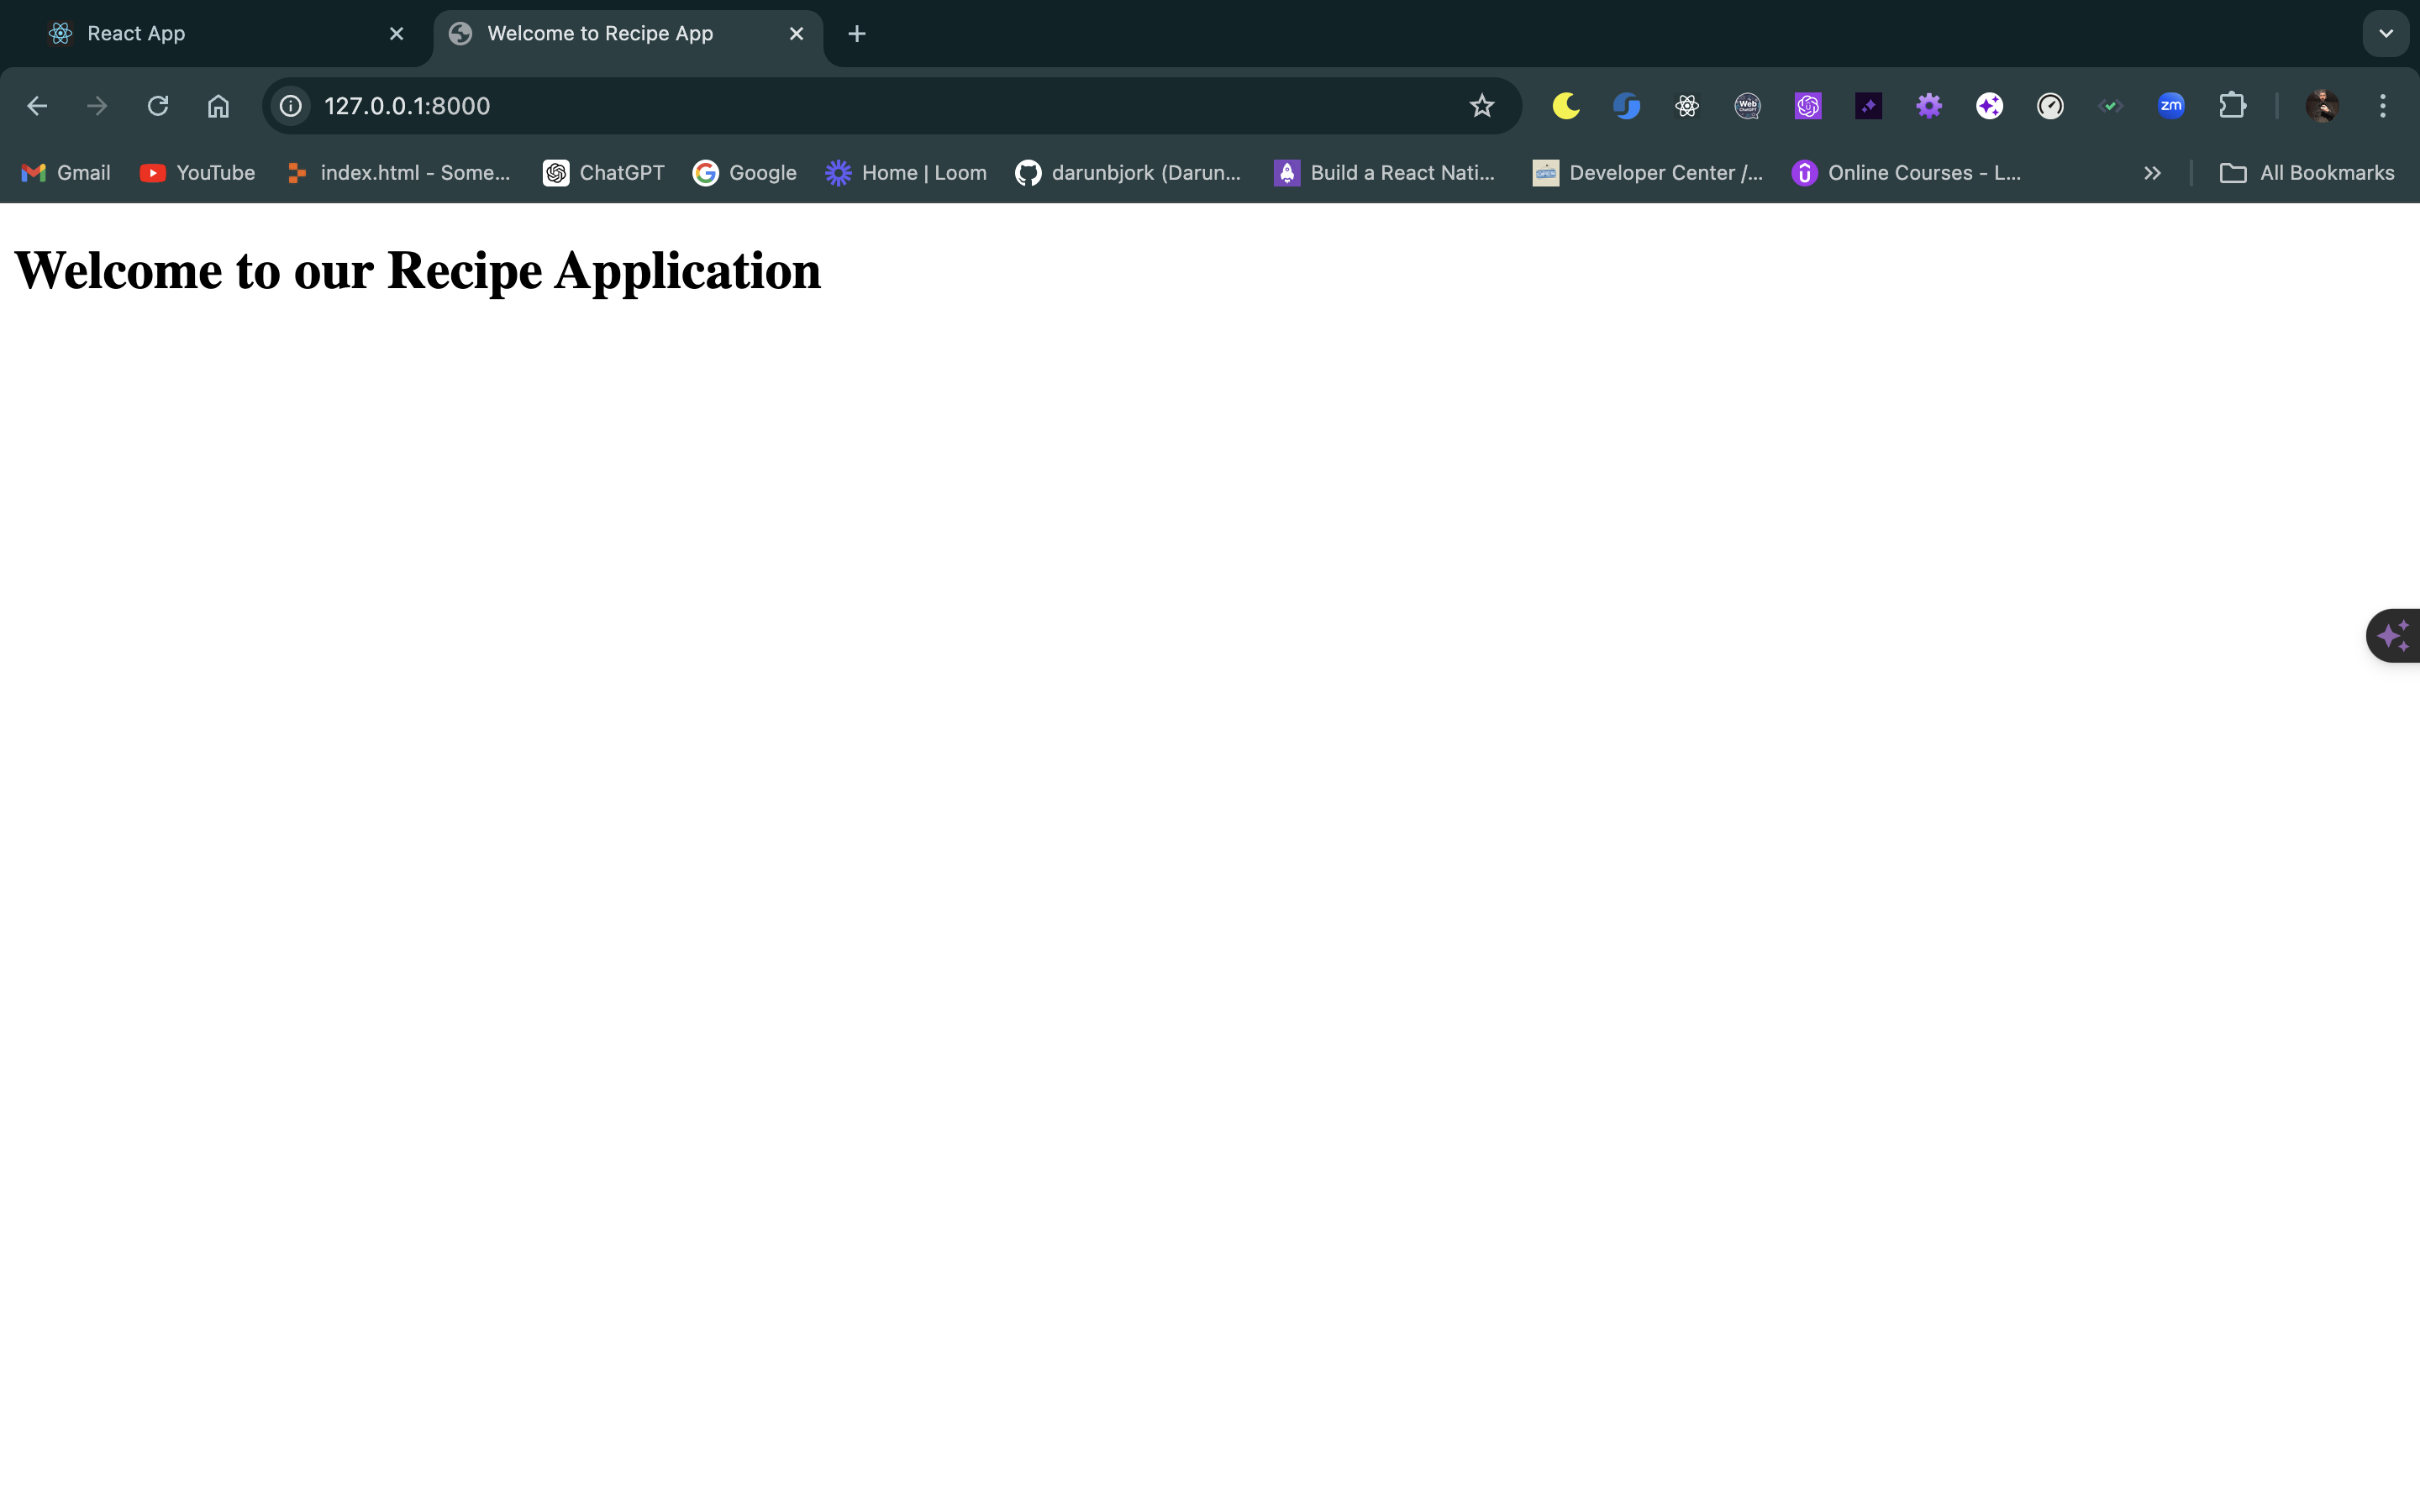 React App
Welcome to Recipe App
127.0.0.1:8000
zm
Gmail
YouTube
index.html - Some...
ChatGPT
Google
Home | Loom
darunbjork (Darun...
Build a React Nati...
Developer Center /...
Online Courses - L...
All Bookmarks
Welcome to our Recipe Application